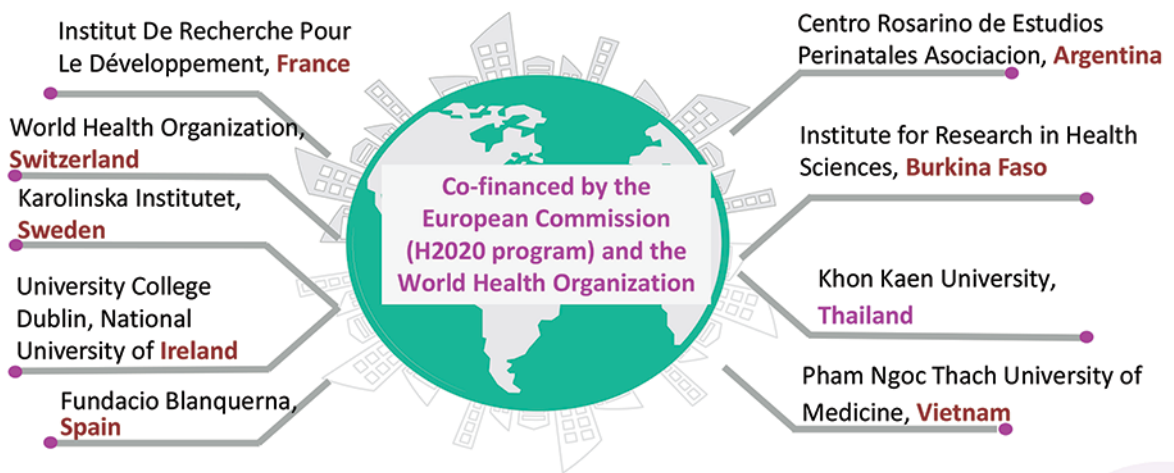 Institut De Recherche Pour
Le Développement, France
World Health Organization,
Switzerland
Karolinska Institutet,
Sweden
University College
Dublin, National
University of Ireland
Fundacio Blanquerna,
Spain
Co-financed by the
European Commission
(H2020 program) and the
World Health Organization
Centro Rosarino de Estudios
Perinatales Asociacion, Argentina
Institute for Research in Health
Sciences, Burkina Faso
Khon Kaen University,
Thailand
Pham Ngoc Thach University of
Medicine, Vietnam